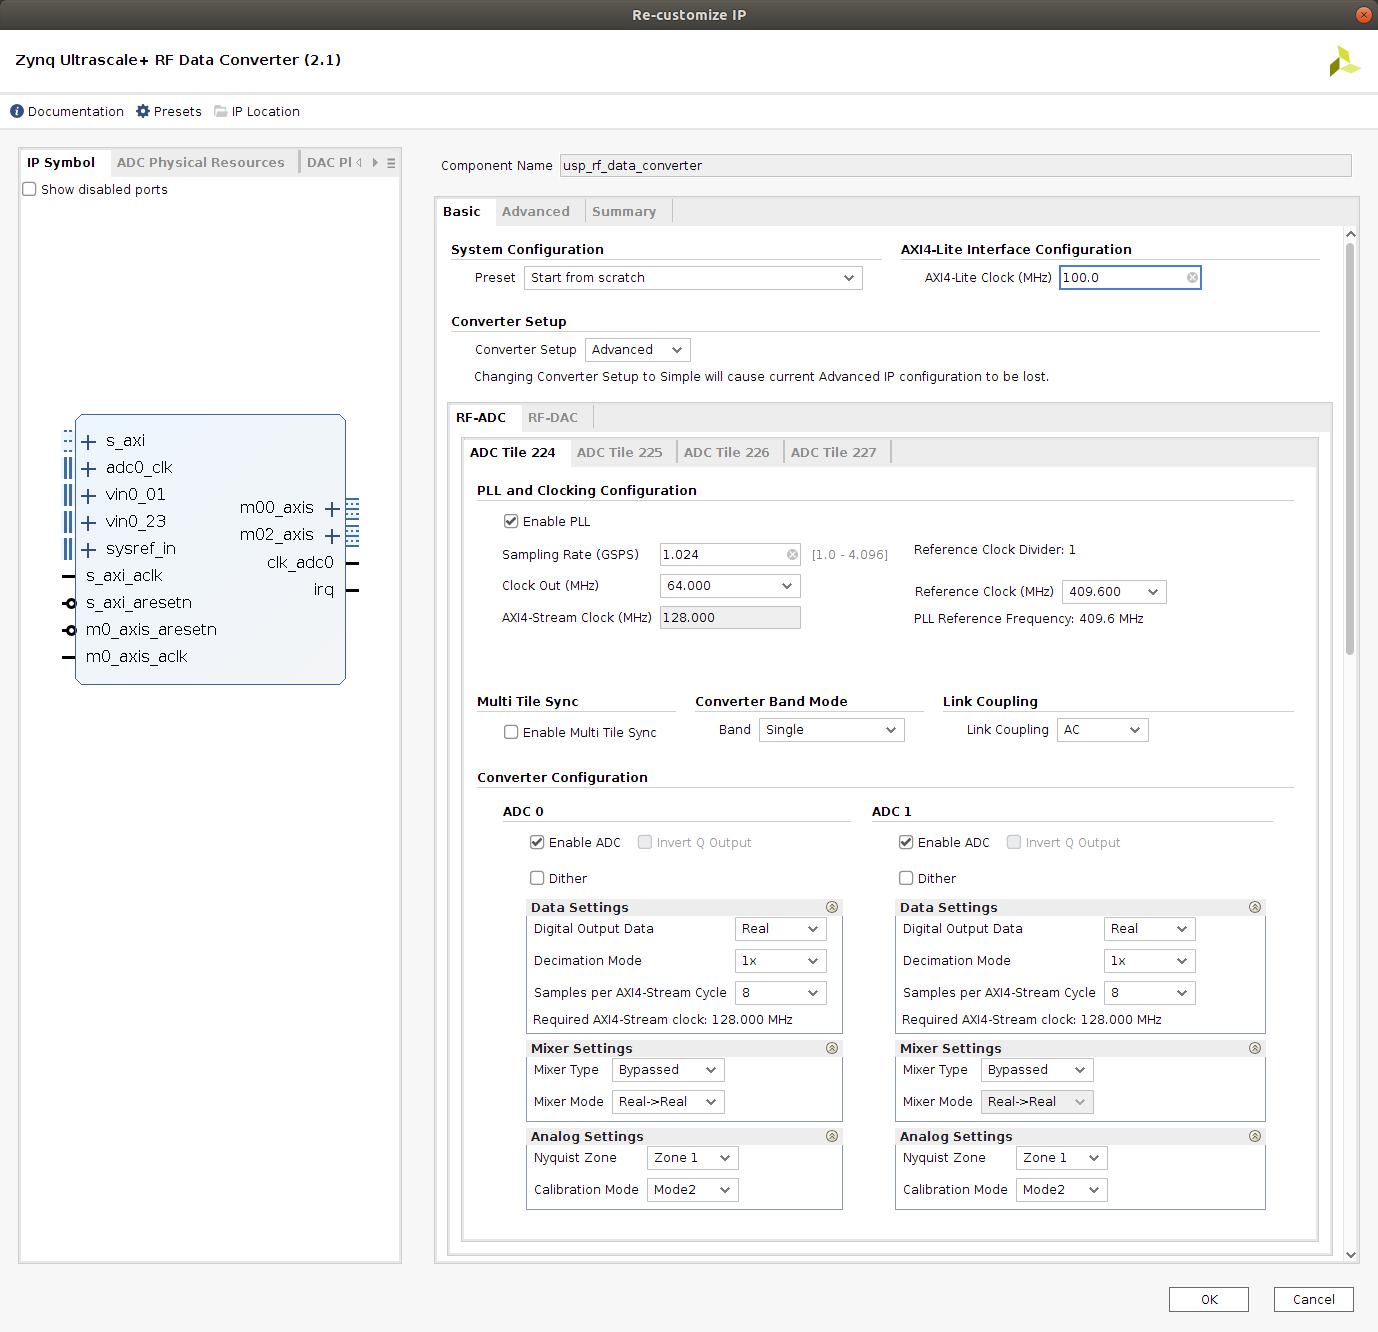 Re-customize IP
Zynq Ultrascale+ RF Data Converter (2.1)
Documentation Presets IP Location
IP Symbol ADC Physical Resources DAC Pl
Show disabled ports
s_axi
adc0_clk
vin0_01
vin0_23
sysref_in
s_axi_aclk
s_axi_aresetn
m0_axis_aresetn
m0_axis_aclk
m00_axis
m02_axis
clk_adc0
irq
Component Name usp_rf_data_converter
Basic Advanced Summary
System Configuration
Preset Start from scratch
AXI4-Lite Interface Configuration
AXI4-Lite Clock (MHz) 100.0
Converter Setup
Converter Setup Advanced
Changing Converter Setup to Simple will cause current Advanced IP configuration to be lost.
RF-ADC RF-DAC
ADC Tile 224 ADC Tile 225 ADC Tile 226 ADC Tile 227
PLL and Clocking Configuration
Enable PLL
Sampling Rate (GSPS) 1.024 [1.0 - 4.096]
Clock Out (MHz) 64.000
AXI4-Stream Clock (MHz) 128.000
Reference Clock Divider: 1
Reference Clock (MHz) 409.600
PLL Reference Frequency: 409.6 MHz
Multi Tile Sync
Enable Multi Tile Sync
Converter Band Mode
Band Single
Link Coupling
Link Coupling AC
Converter Configuration
ADC 0
Enable ADC Invert Q Output
Dither
Data Settings
Digital Output Data Real
Decimation Mode 1x
Samples per AXI4-Stream Cycle 8
Required AXI4-Stream clock: 128.000 MHz
Mixer Settings
Mixer Type Bypassed
Mixer Mode Real->Real
Analog Settings
Nyquist Zone Zone 1
Calibration Mode Mode2
ADC 1
Enable ADC Invert Q Output
Dither
Data Settings
Digital Output Data Real
Decimation Mode 1x
Samples per AXI4-Stream Cycle 8
Required AXI4-Stream clock: 128.000 MHz
Mixer Settings
Mixer Type Bypassed
Mixer Mode Real->Real
Analog Settings
Nyquist Zone Zone 1
Calibration Mode Mode2
OK Cancel